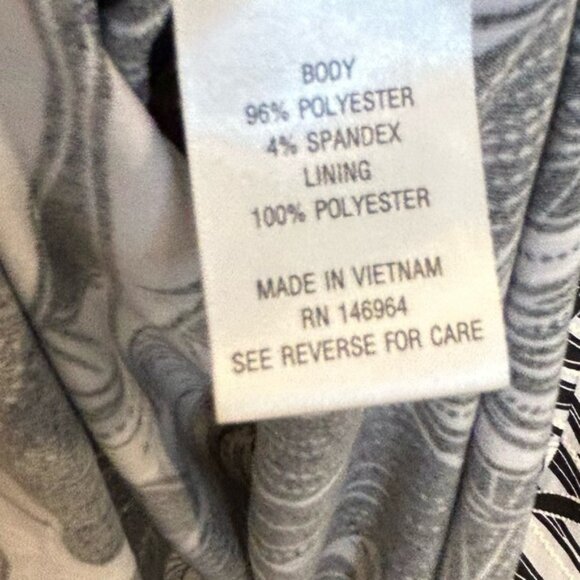 BODY
96% POLYESTER
4% SPANDEX
LINING
100% POLYESTER
MADE IN VIETNAM
RN 146964
SEE REVERSE FOR CARE